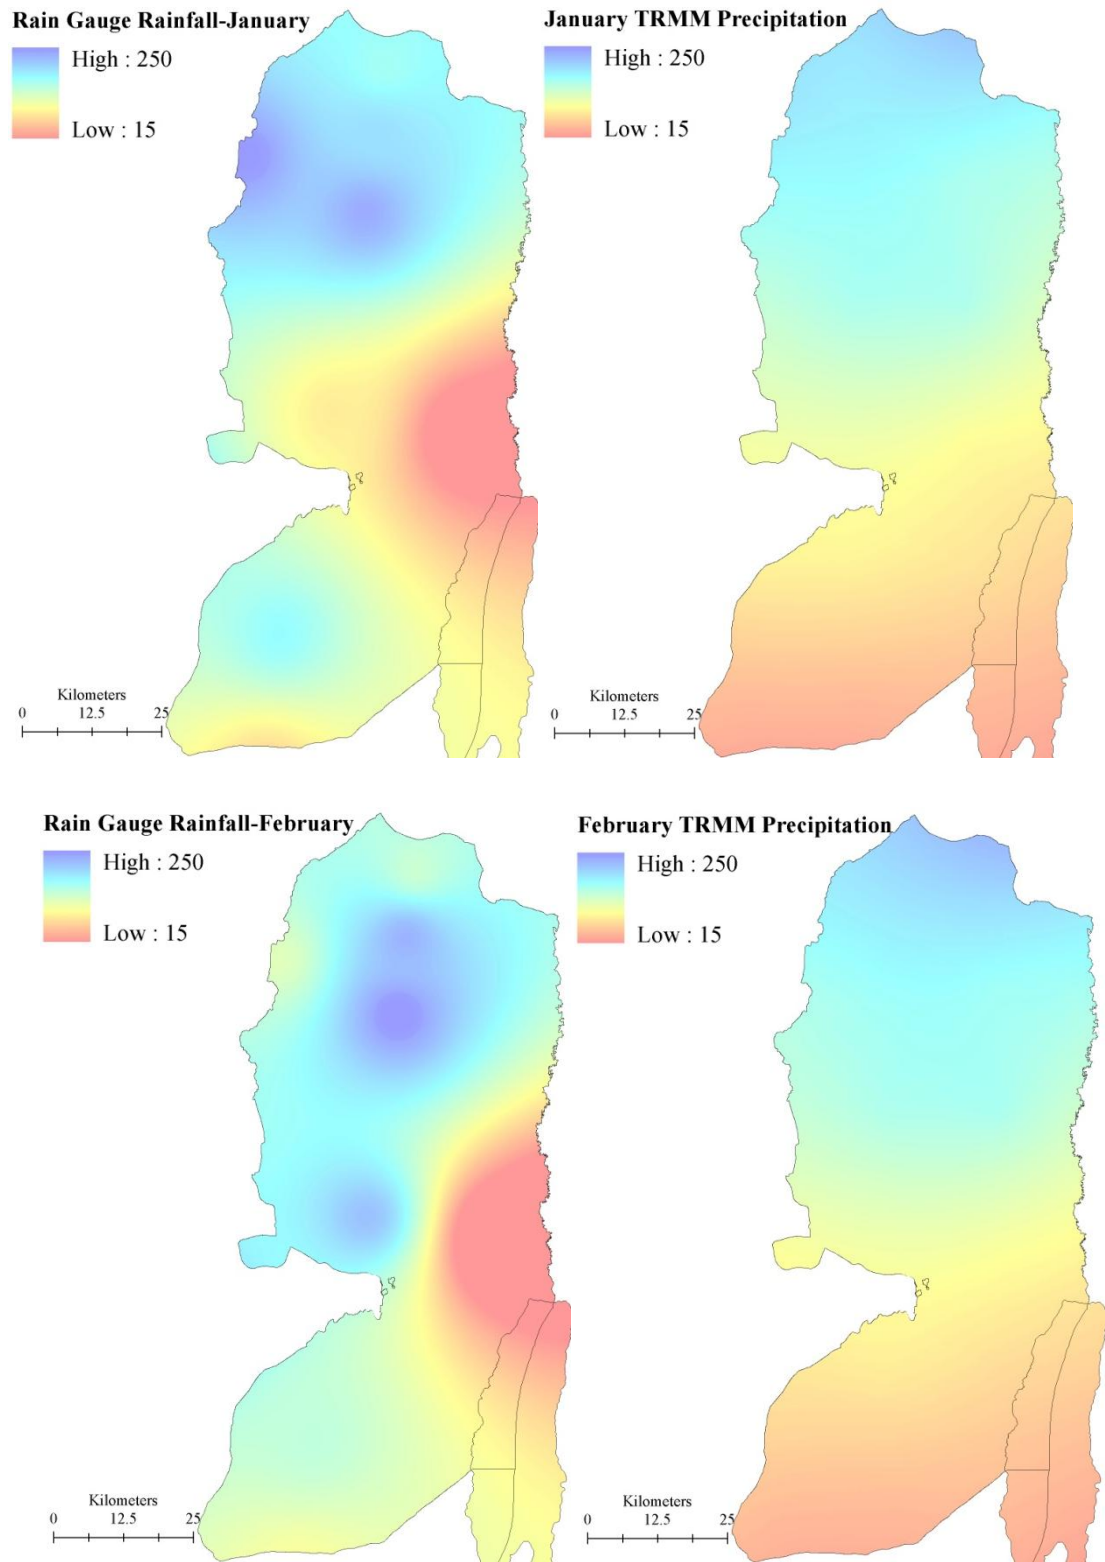 Rain Gauge Rainfall-January
High : 250
Low : 15
Kilometers
0 12.5 25
January TRMM Precipitation
High : 250
Low : 15
Kilometers
0 12.5 25
Rain Gauge Rainfall-February
High : 250
Low : 15
Kilometers
0 12.5 25
February TRMM Precipitation
High : 250
Low : 15
Kilometers
0 12.5 25